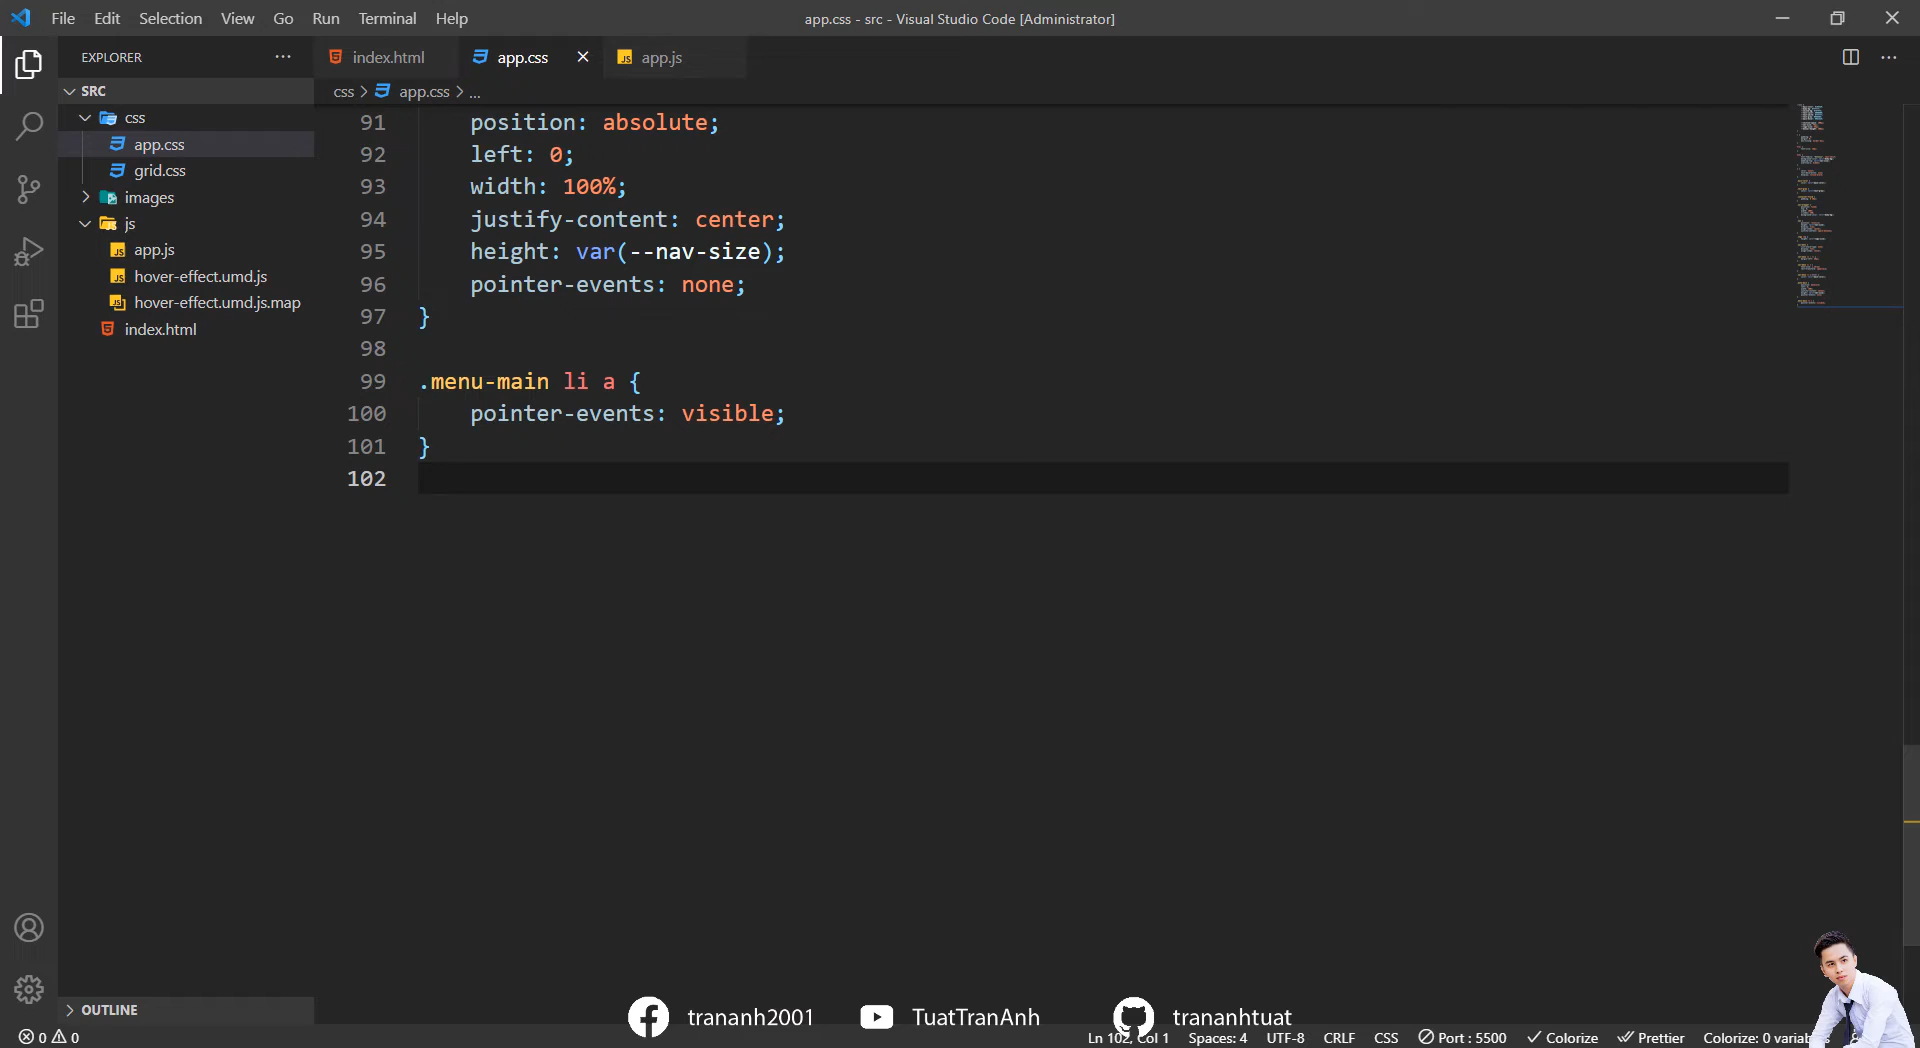 File Edit Selection View Go Run Terminal Help
app.css - src - Visual Studio Code [Administrator]
EXPLORER
index.html
app.css
JS app.js
SRC
css > app.css > ...
css
app.css
grid.css
images
js
JS app.js
JS hover-effect.umd.js
JS hover-effect.umd.js.map
index.html
91 position: absolute;
92 left: 0;
93 width: 100%;
94 justify-content: center;
95 height: var(--nav-size);
96 pointer-events: none;
97 }
98
99 .menu-main li a {
100 pointer-events: visible;
101 }
102
OUTLINE
trananh2001
TuatTranAnh
trananhtuat
0 0
Ln 102, Col 1 Spaces: 4 UTF-8 CRLF CSS Port : 5500 Colorize Prettier Colorize: 0